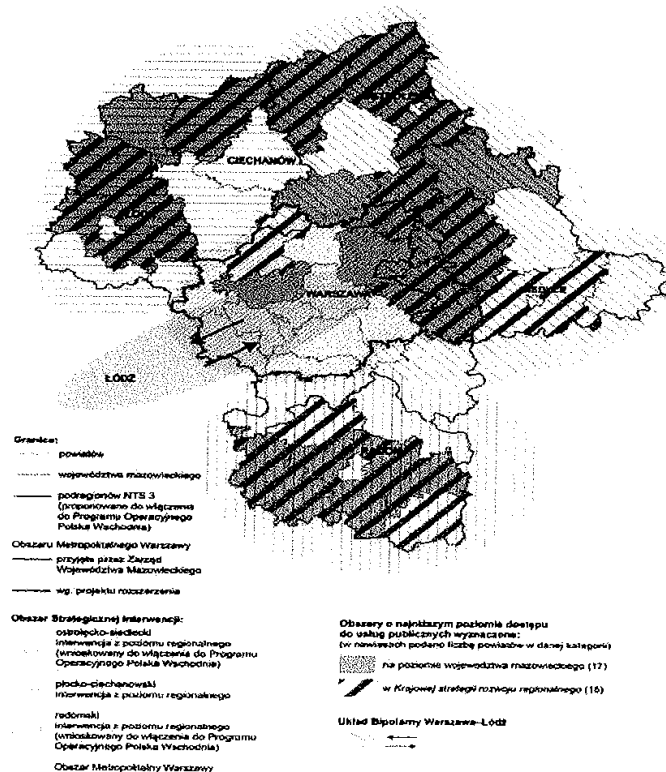 CIECHANÓW
WARSZAWA
ŁÓDŹ
Granice:
powiatów
województwa mazowieckiego
podregionów NTS 3
(proponowane do włączenia
do Programu Operacyjnego
Polska Wschodnia)
Obszaru Metropolitalnego Warszawy
przyjęte przez Zarząd
Województwa Mazowieckiego
wg. projektu rozszerzenia
Obszar Strategicznej Interwencji:
ostrołęcko-siedlecki
interwencja z poziomu regionalnego
(wnioskowany do włączenia do Programu
Operacyjnego Polska Wschodnia)
płocko-ciechanowski
interwencja z poziomu regionalnego
radomski
interwencja z poziomu regionalnego
(wnioskowany do włączenia do Programu
Operacyjnego Polska Wschodnia)
Obszar Metropolitalny Warszawy
Obszary o najniższym poziomie dostępu
do usług publicznych wyznaczone:
(w nawiasach podano liczbę powiatów w danej kategorii)
na poziomie województwa mazowieckiego (17)
w Krajowej strategii rozwoju regionalnego (15)
Układ Bipolarny Warszawa-Łódź